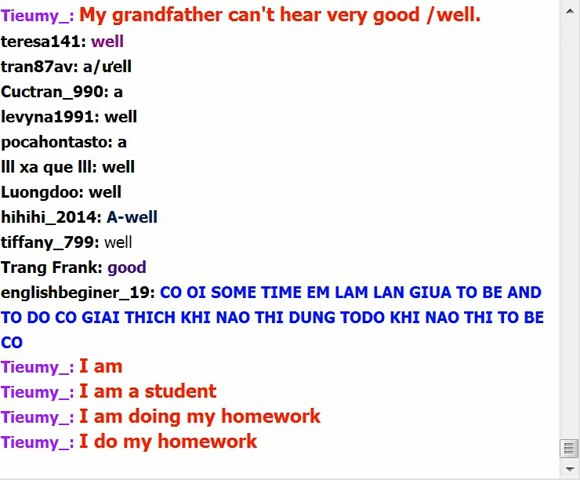 Tieumy_: My grandfather can't hear very good /well.
teresa141: well
tran87av: a/ưell
Cuctran_990: a
levyna1991: well
pocahontasto: a
lll xa que lll: well
Luongdoo: well
hihihi_2014: A-well
tiffany_799: well
Trang Frank: good
englishbeginer_19: CO OI SOME TIME EM LAM LAN GIUA TO BE AND
TO DO CO GIAI THICH KHI NAO THI DUNG TODO KHI NAO THI TO BE
CO
Tieumy_: I am
Tieumy_: I am a student
Tieumy_: I am doing my homework
Tieumy_: I do my homework